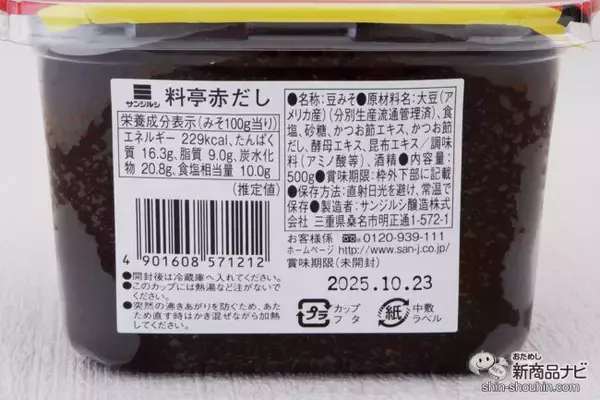 サンジルシ 料亭赤だし
栄養成分表示(みそ100g当り)
エネルギー 229kcal、たんぱく
質 16.3g、脂質 9.0g、炭水化
物 20.8g、食塩相当量 10.0g
(推定値)
●名称:豆みそ●原材料名:大豆(ア
メリカ産)(分別生産流通管理済)、食
塩、砂糖、かつお節エキス、かつお節
だし、酵母エキス、昆布エキス/調味
料(アミノ酸等)、酒精●内容量:
500g●賞味期限:枠外下部に記載
●保存方法:直射日光を避け、常温で
保存●製造者:サンジルシ醸造株式
会社 三重県桑名市明正通1-572-1
お客様係 0120-939-111
ホームページ http://www.san-j.co.jp/
賞味期限(未開封)
2025.10.23
4 901608 571212
●開封後は冷蔵庫へ入れてください。
●このカップには熱湯など注がないで
ください。
●突然の沸きあがりを防ぐため、あた
ため直す時はかき混ぜながら加熱
してください。
プラ カップ フタ
紙 中敷 ラベル
おためし
新商品ナビ
shin-shouhin.com